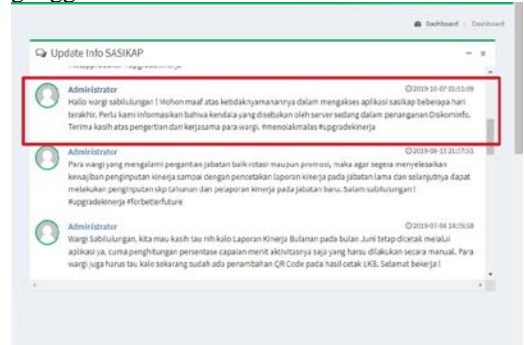 Dashboard > Dashboard
Update Info SASIKAP
Administrator 2019-10-07 01:51:09
Hallo warga sabilulungan ! Mohon maaf atas ketidaknyamanannya dalam mengakses aplikasi sasikap beberapa hari
terakhir. Perlu kami informasikan bahwa kendala yang disebukan oleh server sedang dalam penanganan Diskominfo.
Terima kasih atas pengertian dan kerjasama para wargi. #menolakmalas #upgradekinerja
Administrator 2019-08-13 21:37:31
Para wargi yang mengalami pergantian jabatan baik rotasi maupun promosi, maka agar segera menyelesaikan
kewajiban penginputan kinerja sampai dengan pencetakan laporan kinerja pada jabatan lama dan selanjutnya dapat
melakukan penginputan skp tahunan dan pelaporan kinerja pada jabatan baru. Salam sabilulungan !
#upgradekinerja #forbetterfuture
Administrator 2019-07-04 14:25:58
Wargi Sabilulungan, kita mau kasih tau nih kalo Laporan Kinerja Bulanan pada bulan Juni tetap dicetak melalui
aplikasi ya, cuma penghitungan persentase capaian menit aktivitasnya saja yang harus dilakukan secara manual. Para
wargi juga harus tau kalo sekarang sudah ada penambahan QR Code pada hasil cetak LKB. Selamat bekerja !